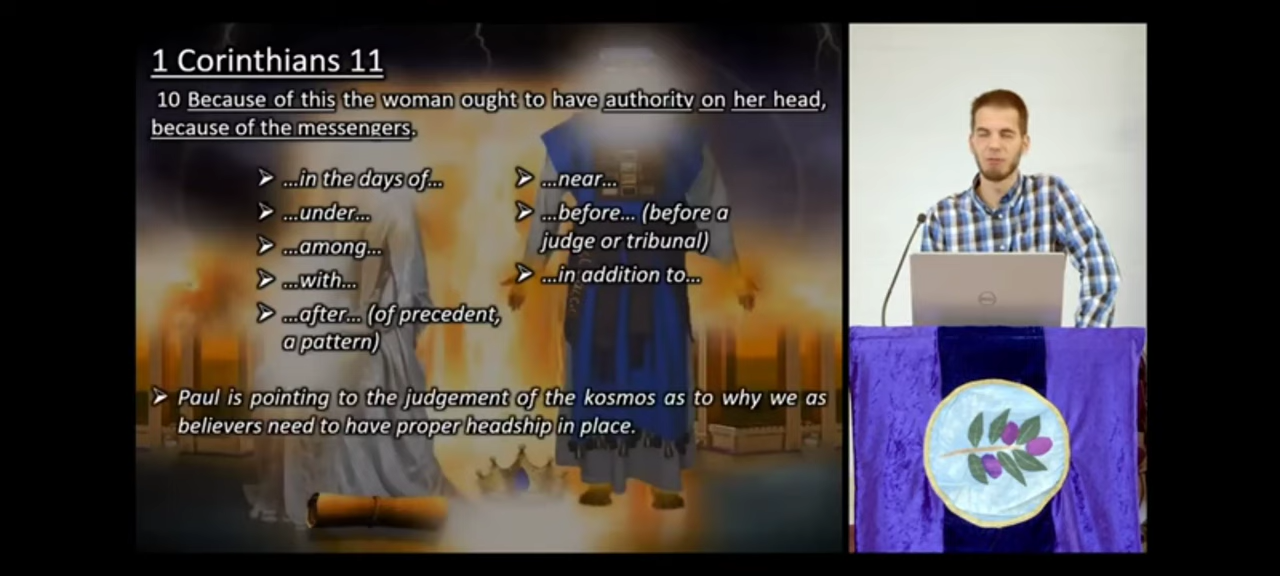 1 Corinthians 11
10 Because of this the woman ought to have authority on her head,
because of the messengers.
➢ ...in the days of...
➢ ...under...
➢ ...among...
➢ ...with...
➢ ...after... (of precedent,
a pattern)
➢ ...near...
➢ ...before... (before a
judge or tribunal)
➢ ...in addition to...
➢ Paul is pointing to the judgement of the kosmos as to why we as
believers need to have proper headship in place.
DELL